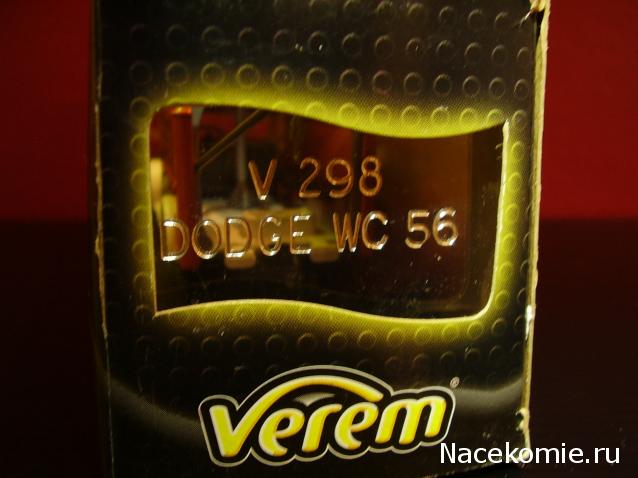 V 298
DODGE WC 56
Verem®
Nacekomie.ru